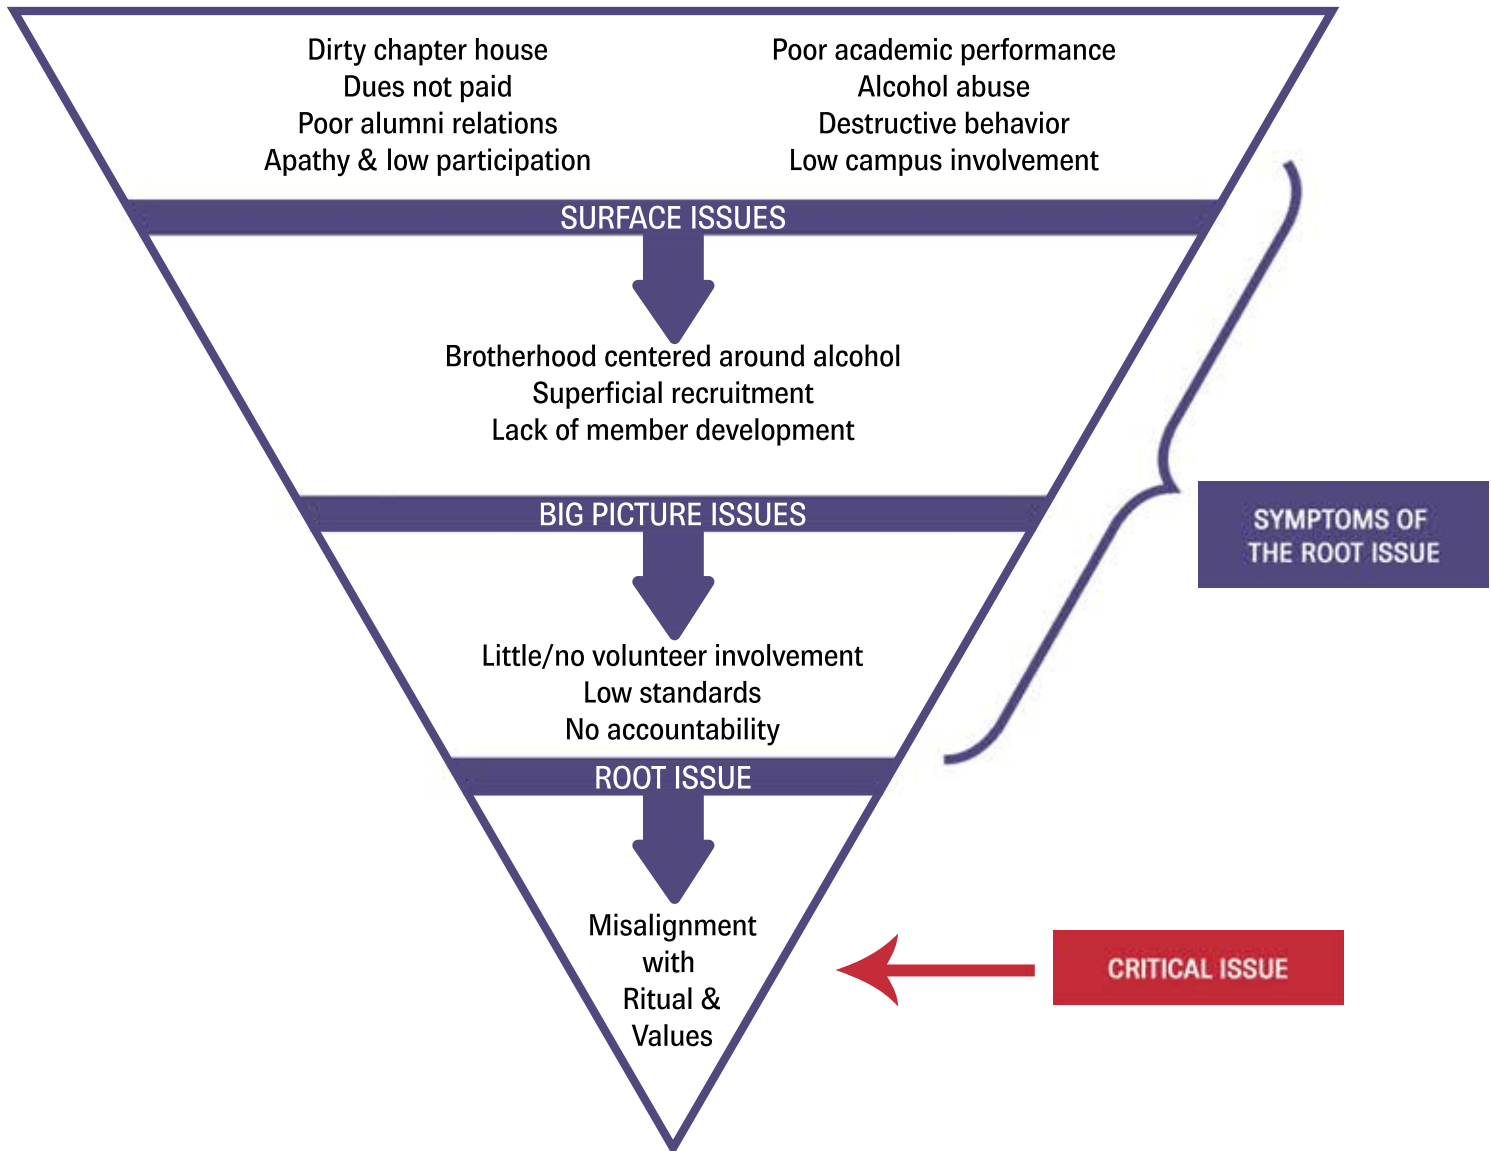 Dirty chapter house
Dues not paid
Poor alumni relations
Apathy & low participation
Poor academic performance
Alcohol abuse
Destructive behavior
Low campus involvement
SURFACE ISSUES
Brotherhood centered around alcohol
Superficial recruitment
Lack of member development
BIG PICTURE ISSUES
SYMPTOMS OF
THE ROOT ISSUE
Little/no volunteer involvement
Low standards
No accountability
ROOT ISSUE
Misalignment
with
Ritual &
Values
CRITICAL ISSUE